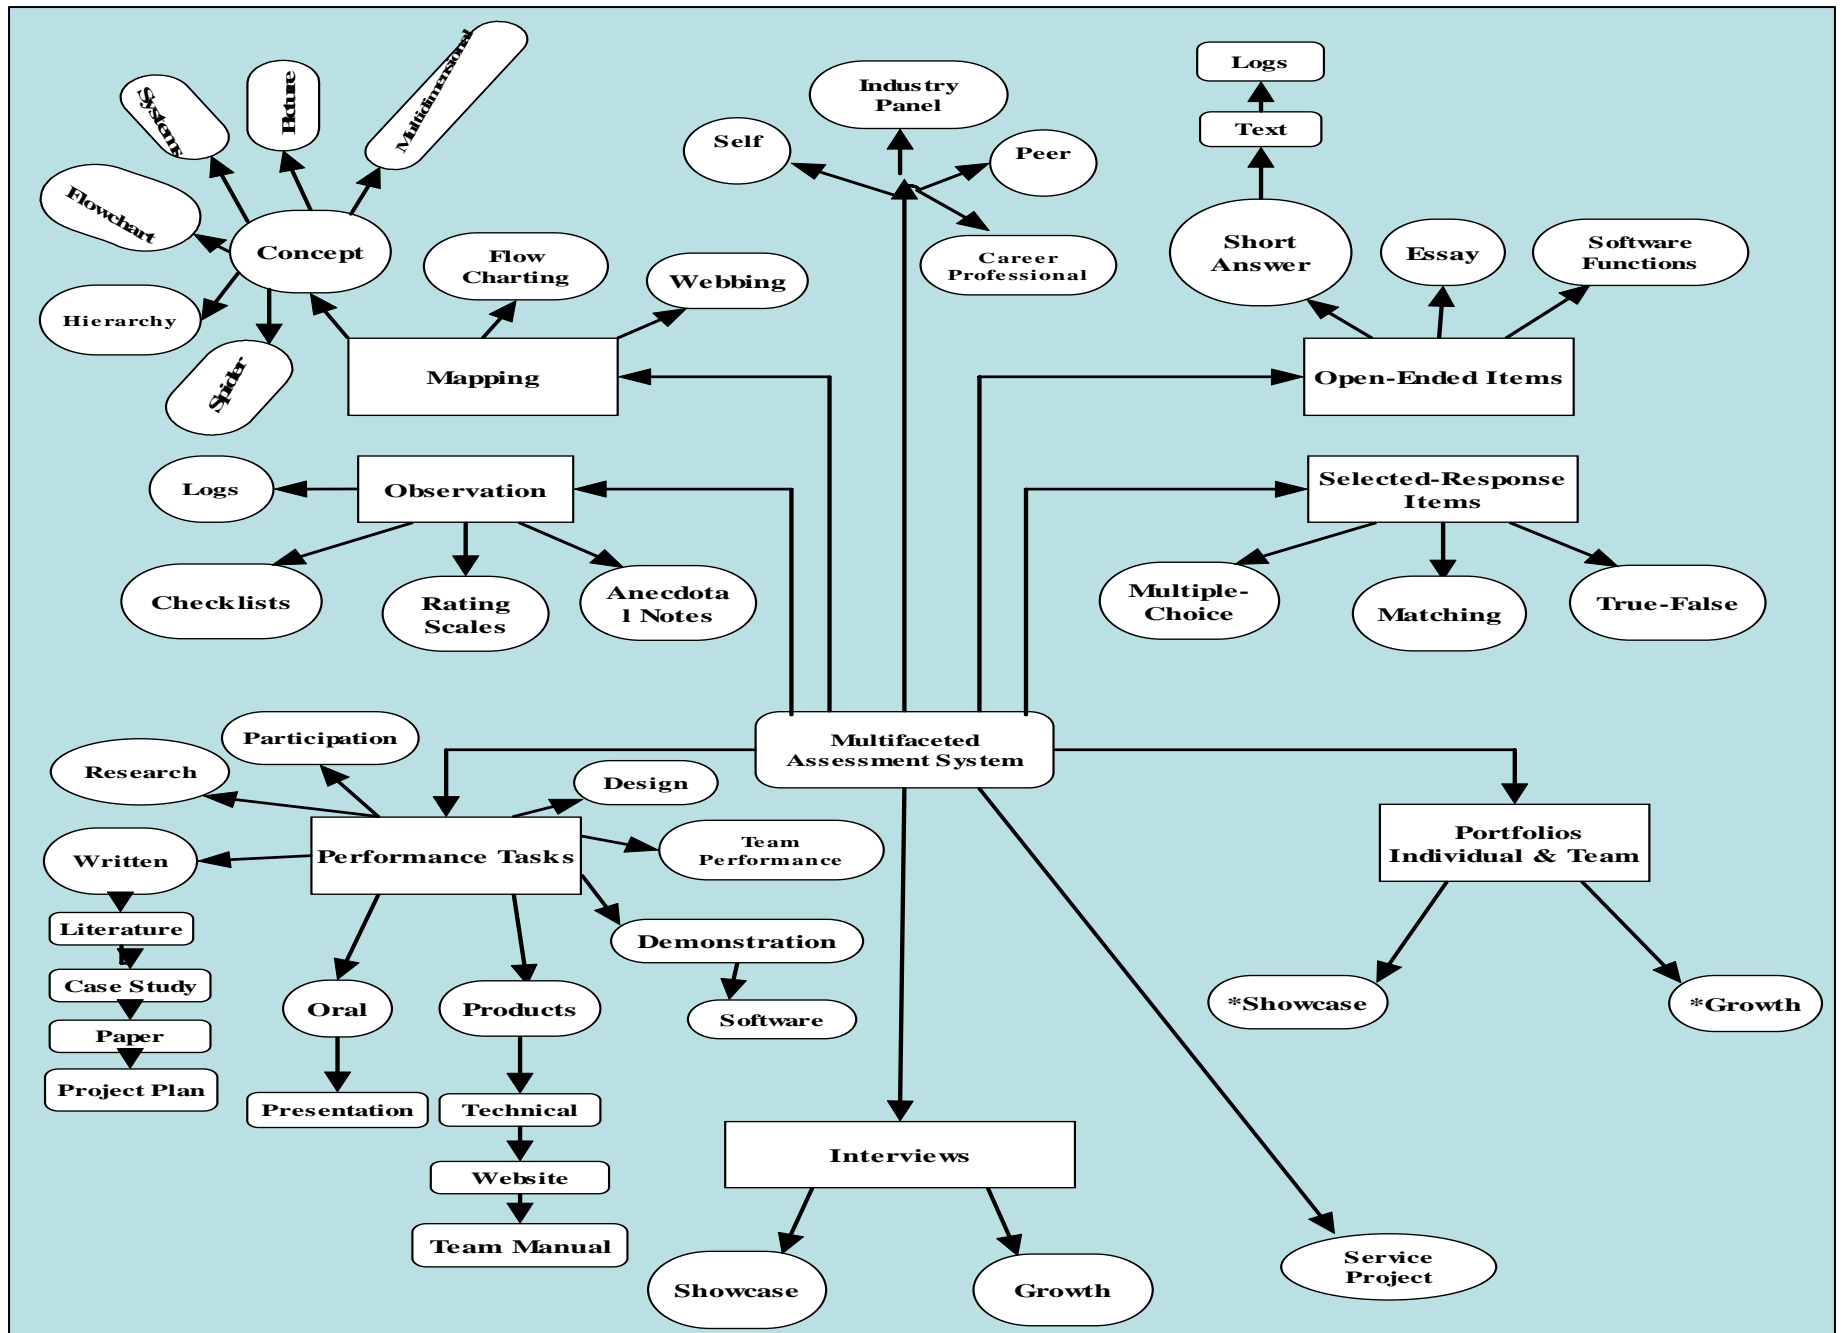 Systems
Picture
Multidimensional
Flowchart
Concept
Hierarchy
Spider
Flow
Charting
Webbing
Mapping
Industry
Panel
Self
Peer
Career
Professional
Logs
Text
Short
Answer
Essay
Software
Functions
Open-Ended Items
Logs
Observation
Checklists
Rating
Scales
Anecdota
l Notes
Selected-Response
Items
Multiple-
Choice
Matching
True-False
Multifaceted
Assessment System
Participation
Research
Design
Written
Performance Tasks
Team
Performance
Literature
Case Study
Paper
Project Plan
Oral
Presentation
Products
Technical
Website
Team Manual
Demonstration
Software
Portfolios
Individual & Team
*Showcase
*Growth
Interviews
Showcase
Growth
Service
Project